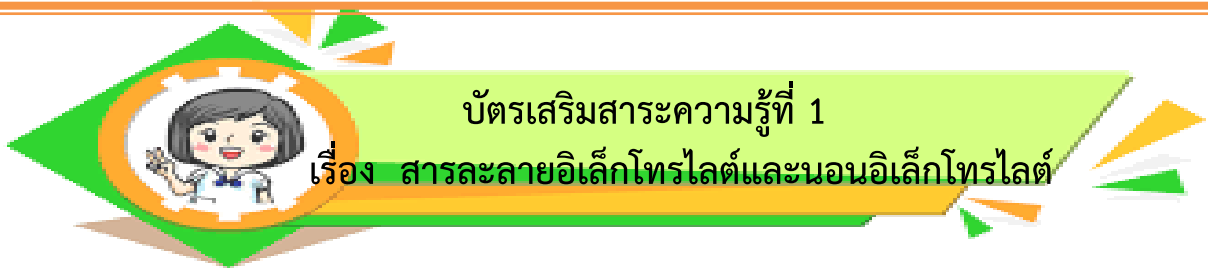 บัตรเสริมสาระความรู้ที่ 1
เรื่อง สารละลายอิเล็กโทรไลต์และนอนอิเล็กโทรไลต์